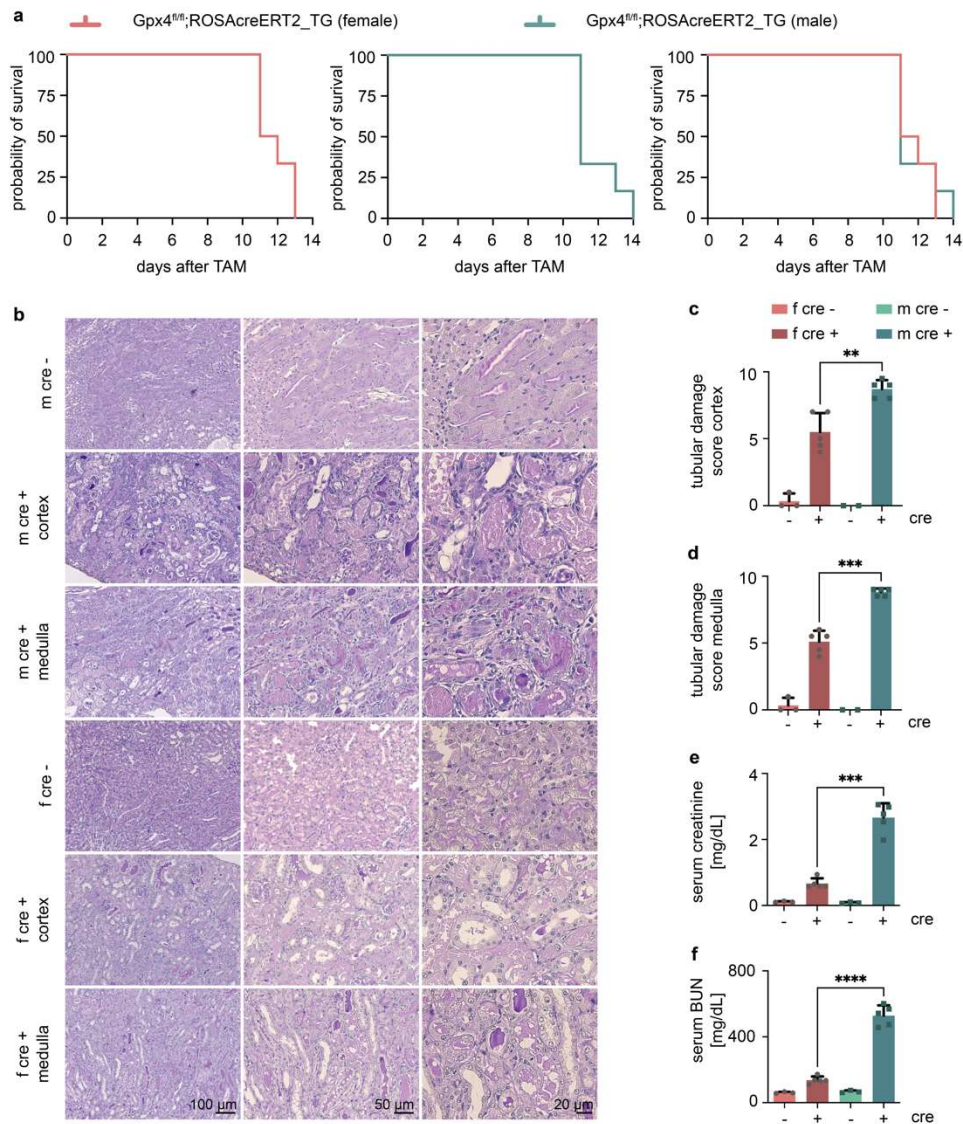 a
Gpx4fl/fl;ROSAcreERT2_TG (female)
Gpx4fl/fl;ROSAcreERT2_TG (male)
probability of surival
100
75
50
25
0
0 2 4 6 8 10 12 14
days after TAM
probability of surival
100
75
50
25
0
0 2 4 6 8 10 12 14
days after TAM
probability of surival
100
75
50
25
0
0 2 4 6 8 10 12 14
days after TAM
b
m cre -
m cre +
cortex
m cre +
medulla
f cre -
f cre +
cortex
f cre +
medulla
100 µm
50 µm
20 µm
c
f cre -
m cre -
f cre +
m cre +
tubular damage
score cortex
10
5
0
**
- + - + cre
d
tubular damage
score medulla
10
5
0
***
- + - + cre
e
serum creatinine
[mg/dL]
4
2
0
***
- + - + cre
f
serum BUN
[mg/dL]
800
400
0
****
- + - + cre